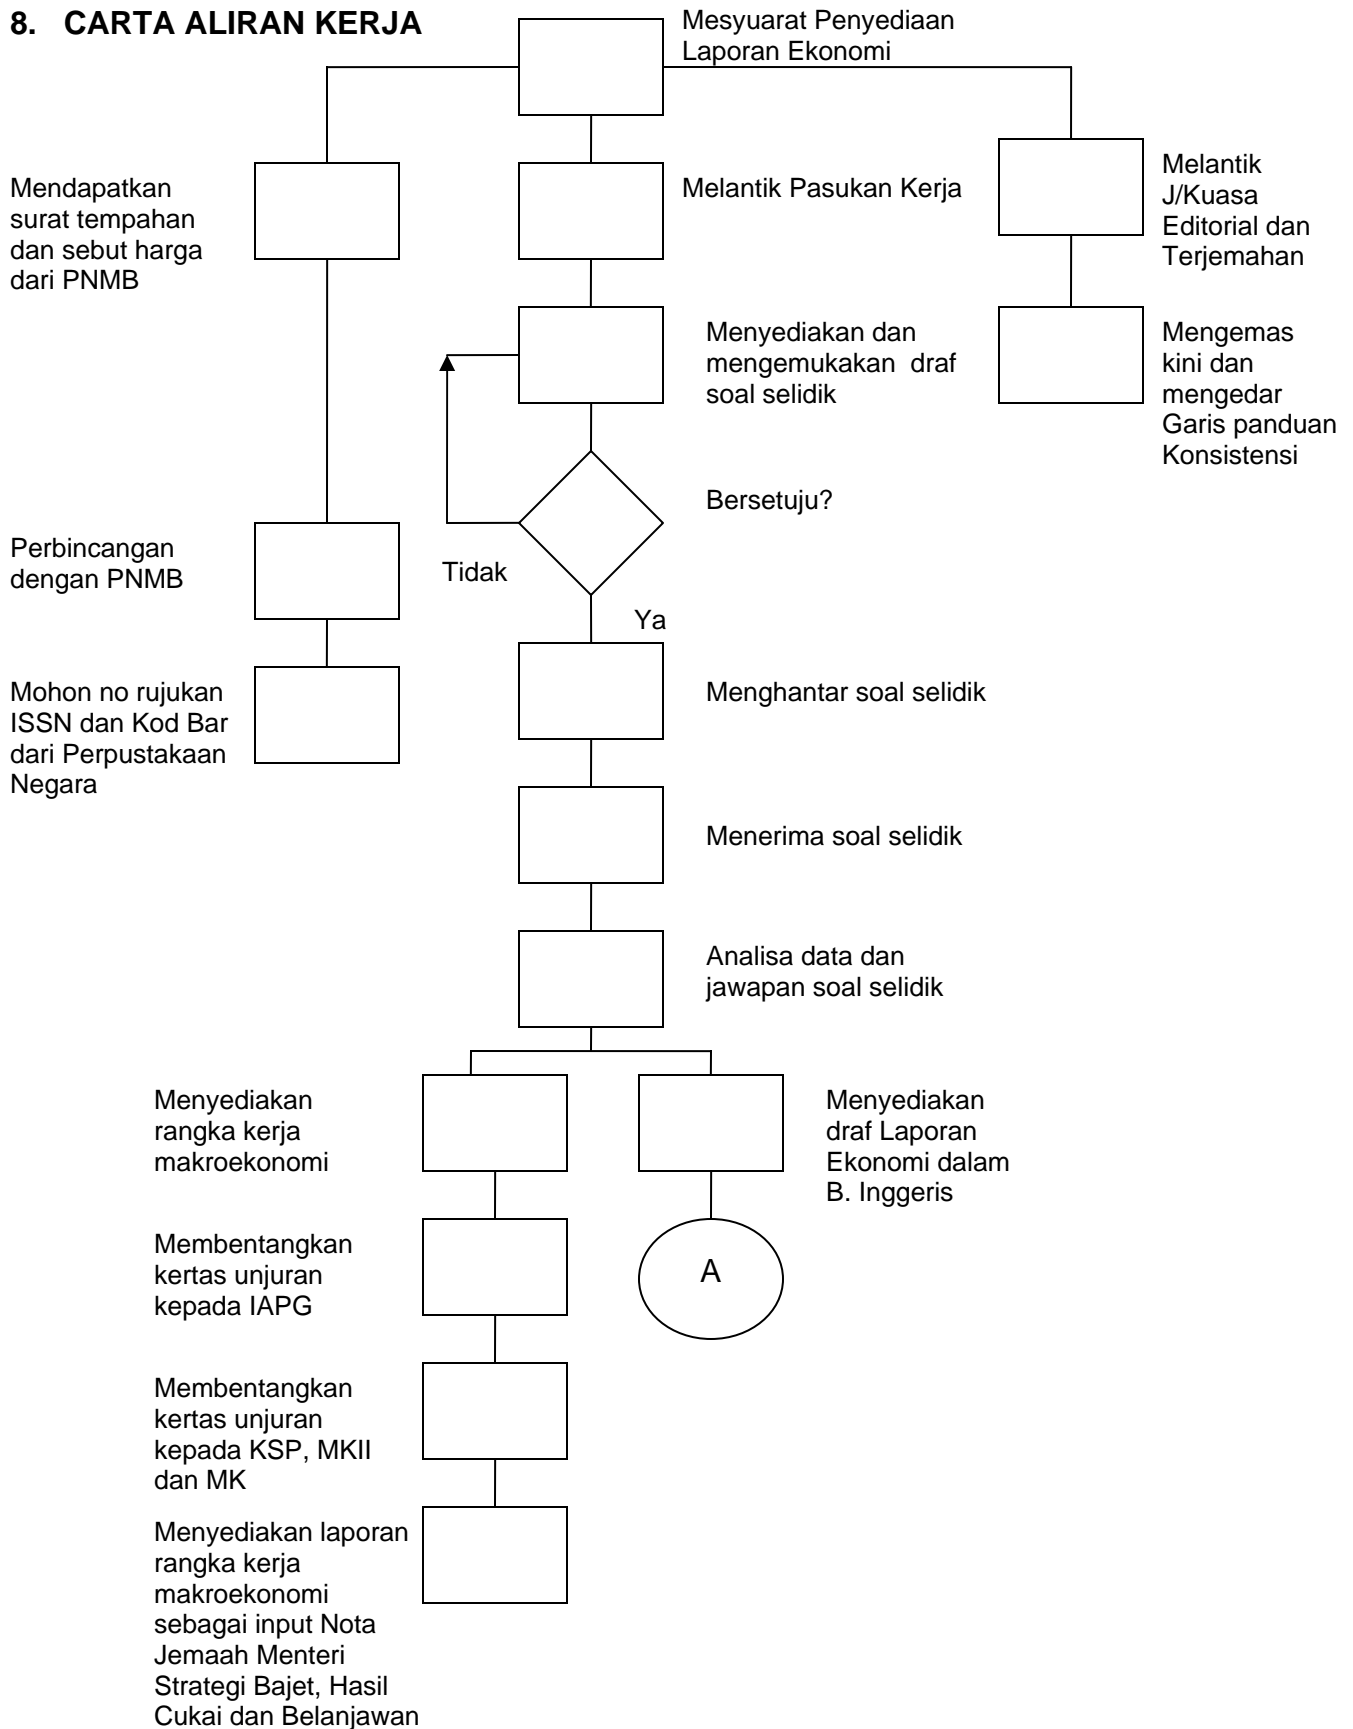 8. CARTA ALIRAN KERJA
Mesyuarat Penyediaan
Laporan Ekonomi
Mendapatkan
surat tempahan
dan sebut harga
dari PNMB
Melantik Pasukan Kerja
Melantik
J/Kuasa
Editorial dan
Terjemahan
Menyediakan dan
mengemukakan draf
soal selidik
Mengemas
kini dan
mengedar
Garis panduan
Konsistensi
Bersetuju?
Perbincangan
dengan PNMB
Tidak
Ya
Mohon no rujukan
ISSN dan Kod Bar
dari Perpustakaan
Negara
Menghantar soal selidik
Menerima soal selidik
Analisa data dan
jawapan soal selidik
Menyediakan
rangka kerja
makroekonomi
Menyediakan
draf Laporan
Ekonomi dalam
B. Inggeris
Membentangkan
kertas unjuran
kepada IAPG
A
Membentangkan
kertas unjuran
kepada KSP, MKII
dan MK
Menyediakan laporan
rangka kerja
makroekonomi
sebagai input Nota
Jemaah Menteri
Strategi Bajet, Hasil
Cukai dan Belanjawan